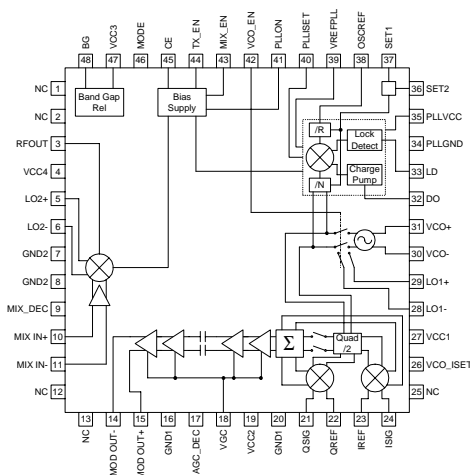 BG
VCC3
MODE
CE
TX_EN
MIX_EN
VCO_EN
PLLON
PLLISET
VREFPLL
OSCREF
SET1
48
47
46
45
44
43
42
41
40
39
38
37
NC 1
NC 2
RFOUT 3
VCC4 4
LO2+ 5
LO2- 6
GND2 7
GND2 8
MIX_DEC 9
MIX IN+ 10
MIX IN- 11
NC 12
Band Gap
Rel
Bias
Supply
/R
Lock
Detect
Charge
Pump
/N
Σ
Quad
/2
36 SET2
35 PLLVCC
34 PLLGND
33 LD
32 DO
31 VCO+
30 VCO-
29 LO1+
28 LO1-
27 VCC1
26 VCO_ISET
25 NC
13
14
15
16
17
18
19
20
21
22
23
24
NC
MOD OUT-
MOD OUT+
GND1
AGC_DEC
VGC
VCC2
GND1
QSIG
QREF
IREF
ISIG